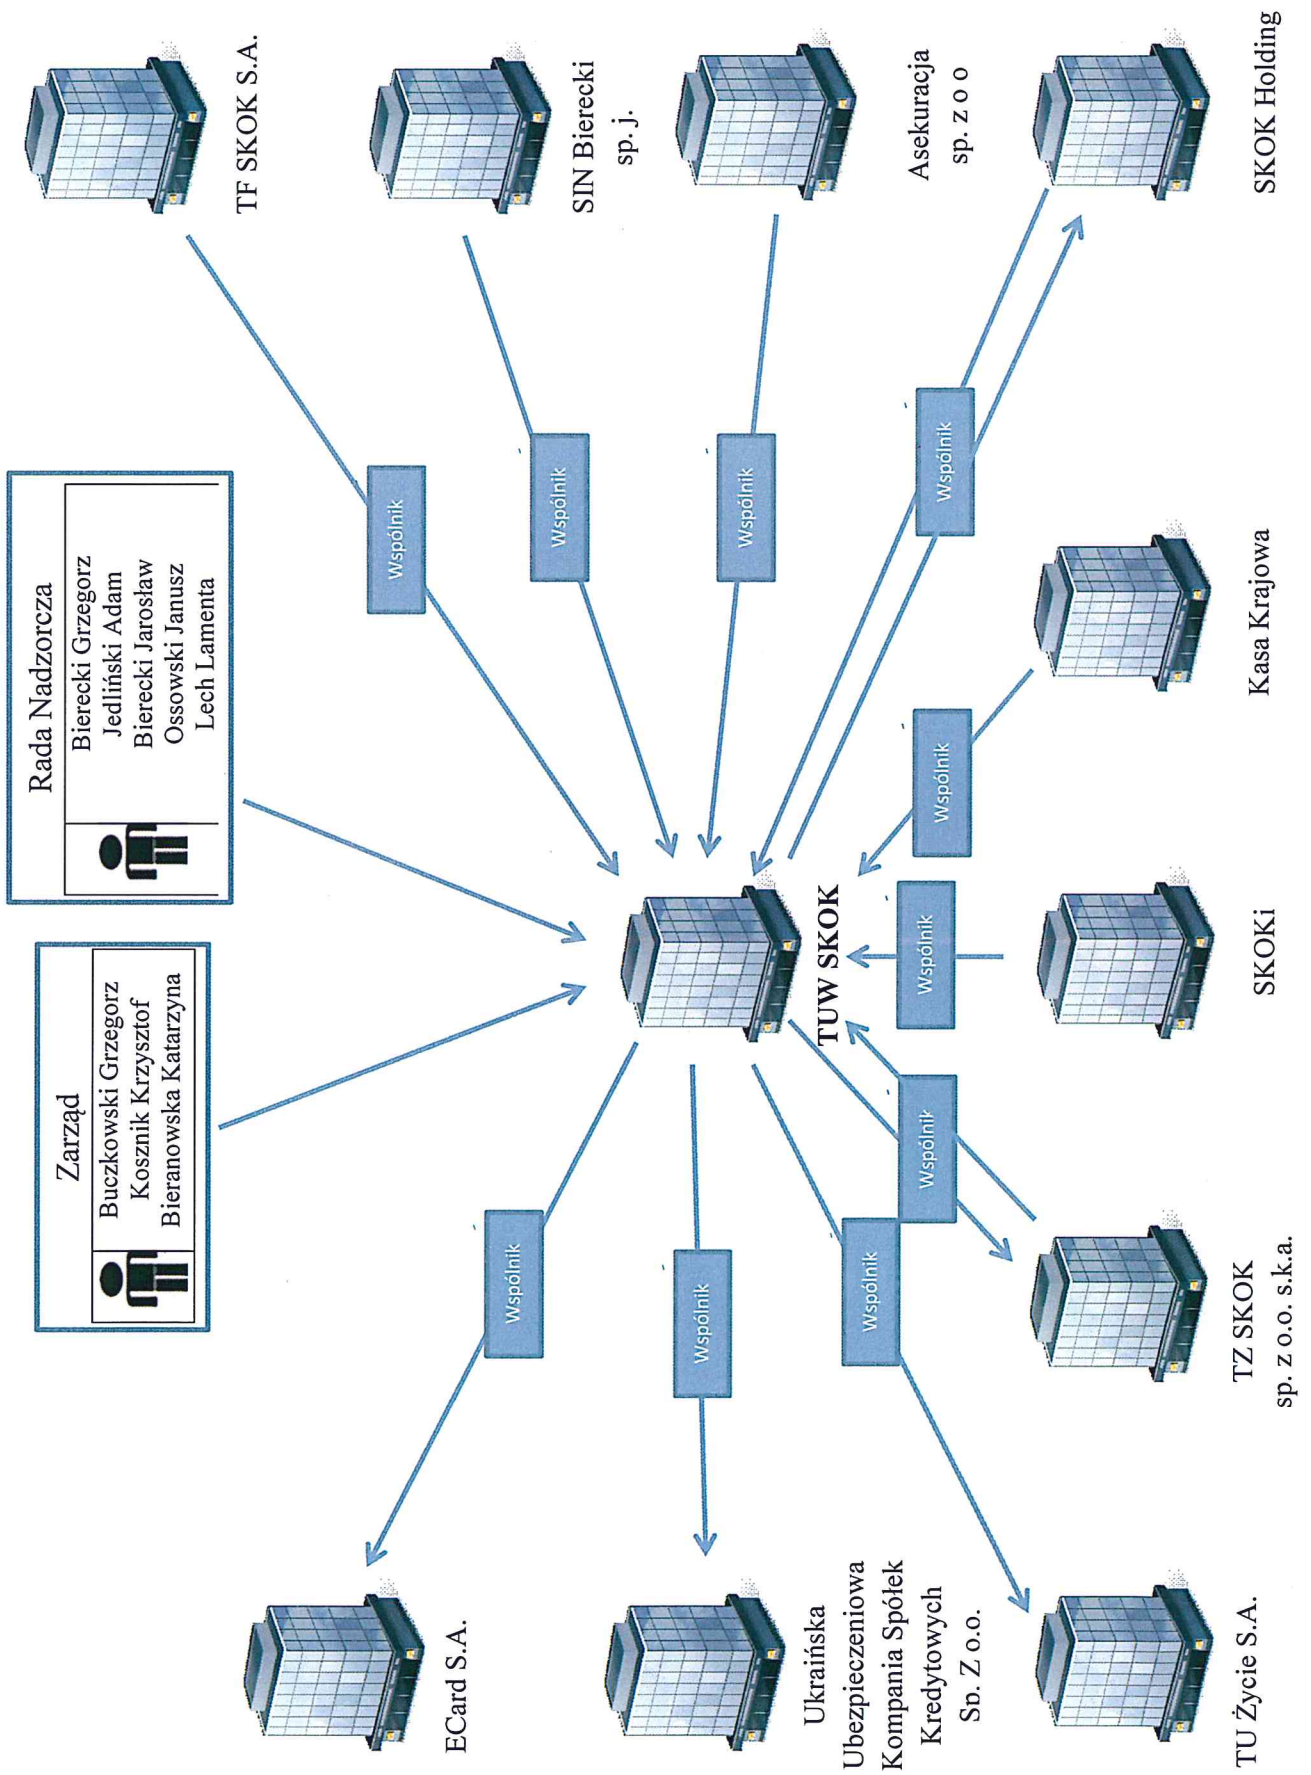 Zarząd
Buczkowski Grzegorz
Kosznik Krzysztof
Bieranowska Katarzyna
Rada Nadzorcza
Bierecki Grzegorz
Jedliński Adam
Bierecki Jarosław
Ossowski Janusz
Lech Lamenta
TF SKOK S.A.
Wspólnik
ECard S.A.
Wspólnik
Wspólnik
SIN Bierecki
sp. j.
Wspólnik
Wspólnik
Ukraińska
Ubezpieczeniowa
Kompania Spółek
Kredytowych
Sp. Z o.o.
TUW SKOK
Asekuracja
sp. z o o
Wspólnik
Wspólnik
Wspólnik
Wspólnik
Wspólnik
TU Życie S.A.
TZ SKOK
sp. z o.o. s.k.a.
SKOKi
Kasa Krajowa
SKOK Holding